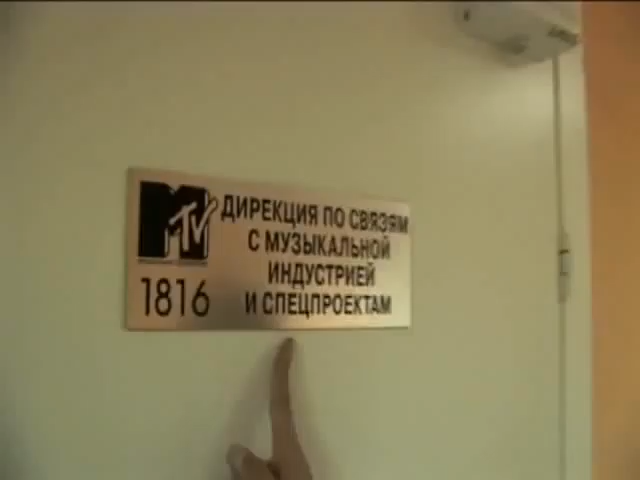 MTV
1816
ДИРЕКЦИЯ ПО СВЯЗЯМ
С МУЗЫКАЛЬНОЙ
ИНДУСТРИЕЙ
И СПЕЦПРОЕКТАМ